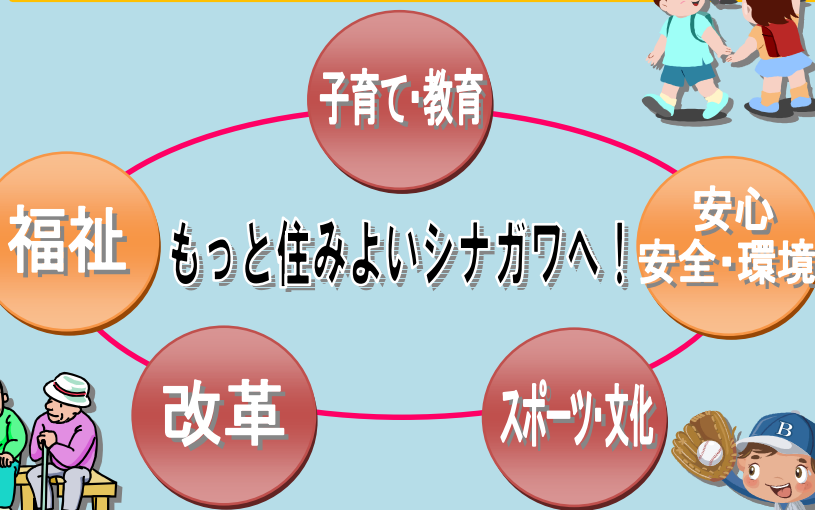 子育て・教育
福祉
もっと住みよいシナガワへ！
安心
安全・環境
改革
スポーツ・文化
B